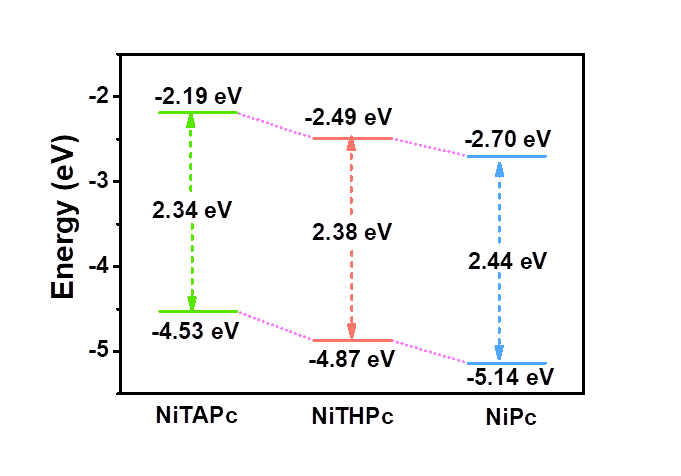 Energy (eV)
-2
-3
-4
-5
-2.19 eV
-2.49 eV
-2.70 eV
2.34 eV
2.38 eV
2.44 eV
-4.53 eV
-4.87 eV
-5.14 eV
NiTAPc
NiTHPc
NiPc